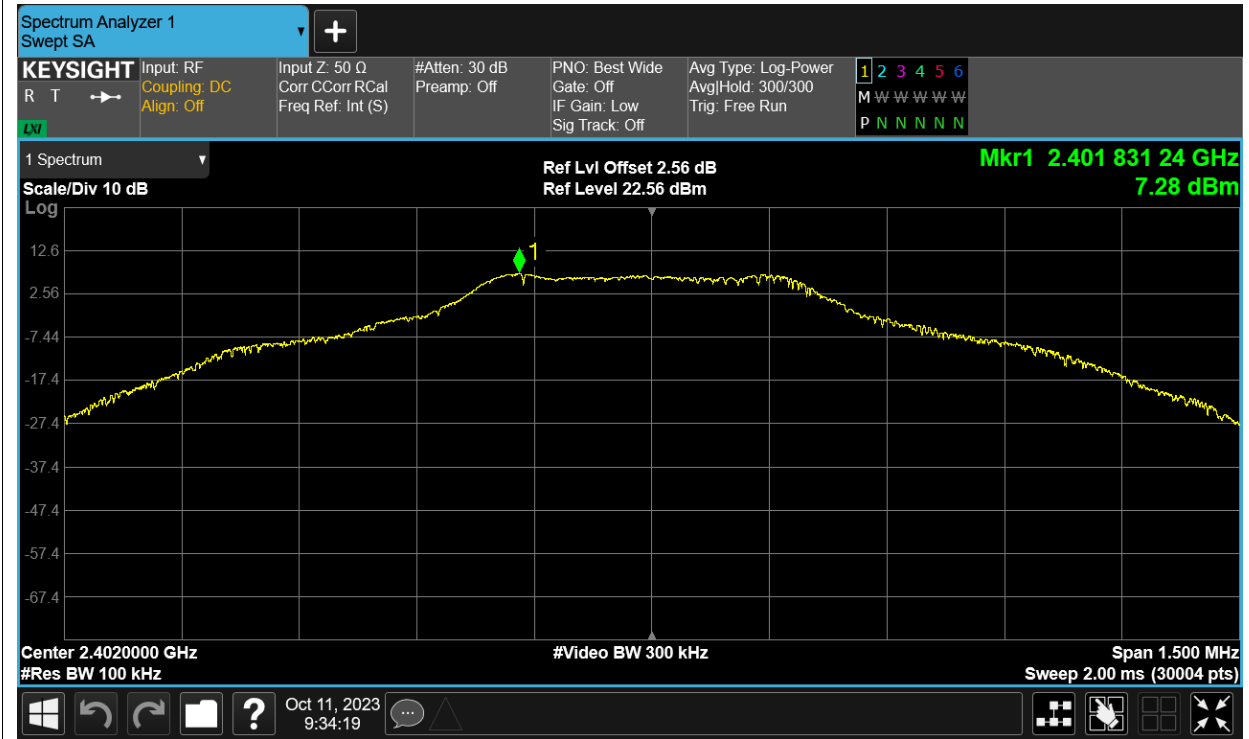 Spectrum Analyzer 1
Swept SA
KEYSIGHT
R T
LXI
Input: RF
Coupling: DC
Align: Off
Input Z: 50 Ω
Corr CCorr RCal
Freq Ref: Int (S)
#Atten: 30 dB
Preamp: Off
PNO: Best Wide
Gate: Off
IF Gain: Low
Sig Track: Off
Avg Type: Log-Power
Avg|Hold: 300/300
Trig: Free Run
1 2 3 4 5 6
M W W W W W W
P N N N N N N
1 Spectrum
Scale/Div 10 dB
Log
Ref Lvl Offset 2.56 dB
Ref Level 22.56 dBm
Mkr1 2.401 831 24 GHz
7.28 dBm
1
12.6
2.56
-7.44
-17.4
-27.4
-37.4
-47.4
-57.4
-67.4
Center 2.4020000 GHz
#Res BW 100 kHz
#Video BW 300 kHz
Span 1.500 MHz
Sweep 2.00 ms (30004 pts)
?
Oct 11, 2023
9:34:19